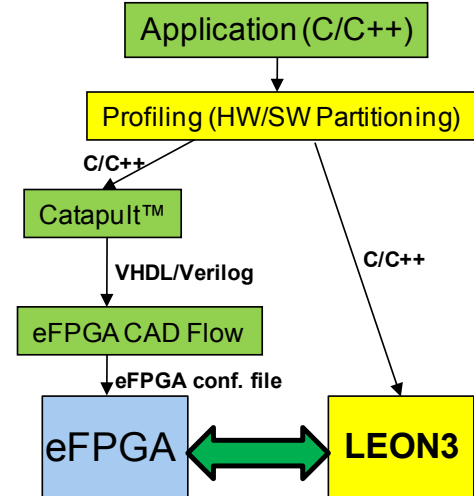 Application (C/C++)
Profiling (HW/SW Partitioning)
C/C++
Catapult™
C/C++
VHDL/Verilog
eFPGA CAD Flow
eFPGA conf. file
eFPGA
LEON3